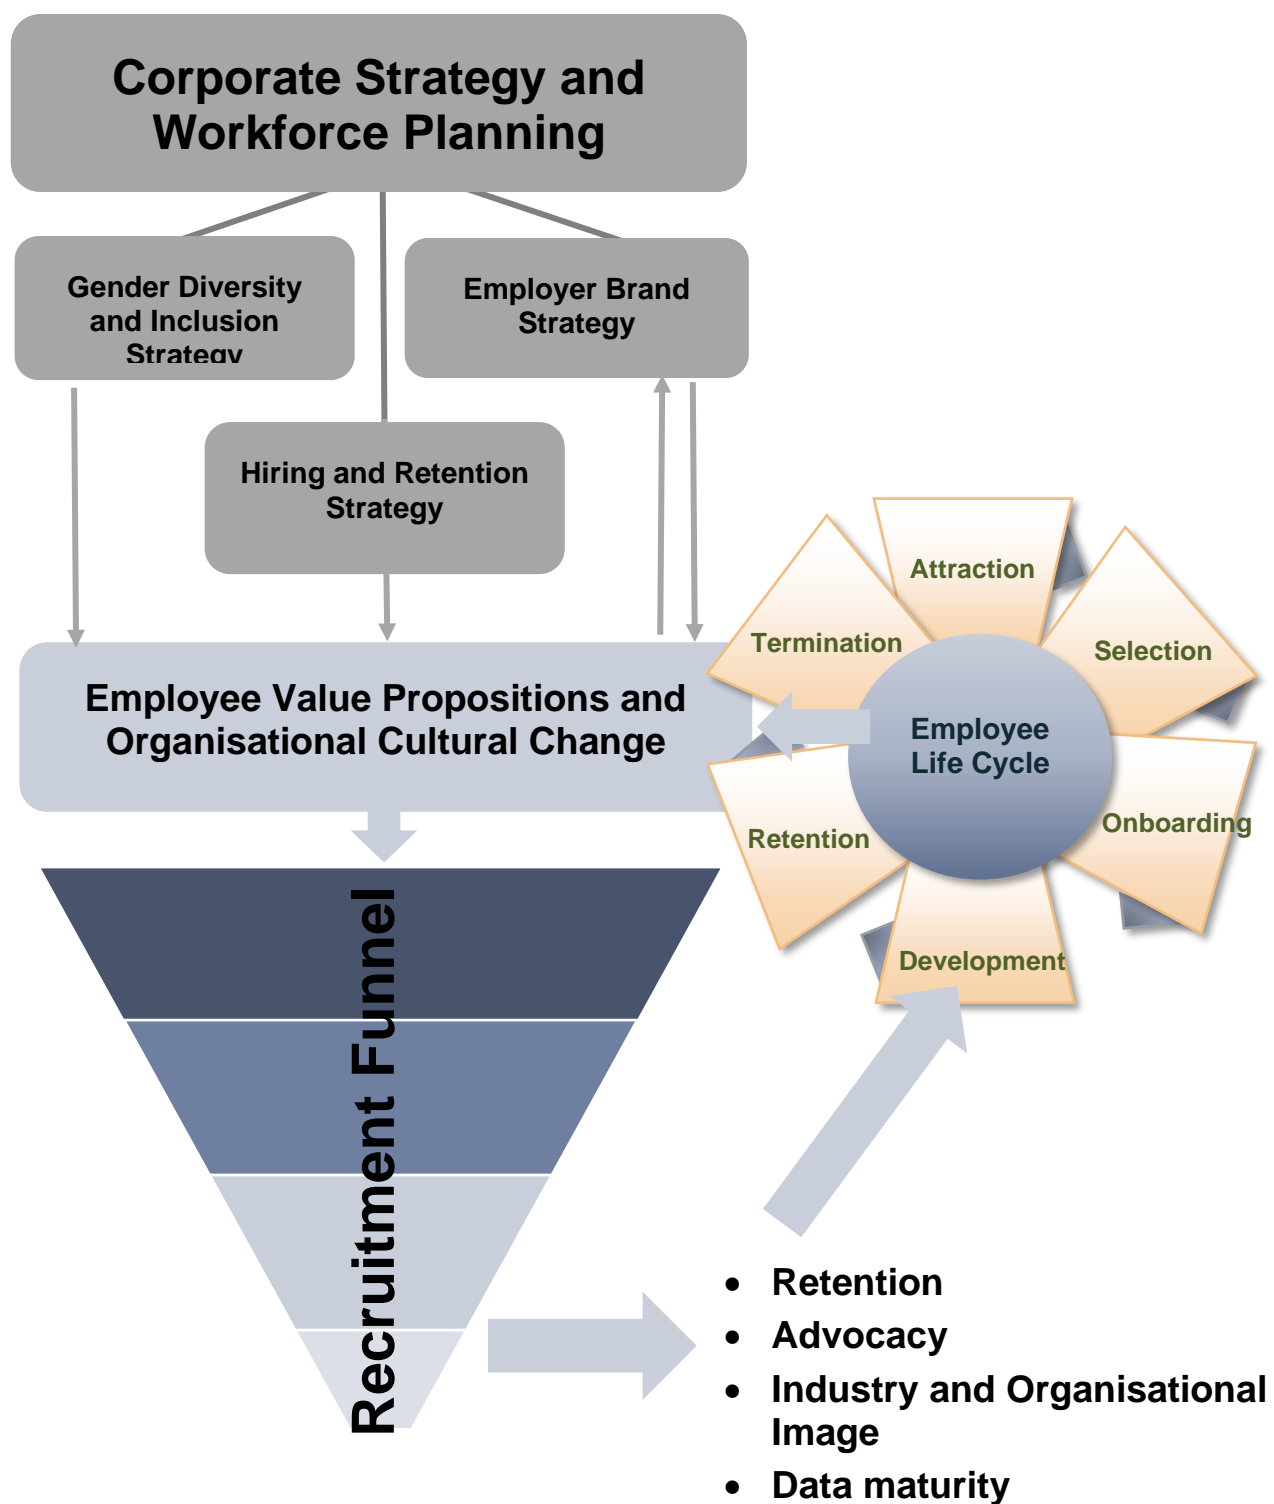 Corporate Strategy and
Workforce Planning
Gender Diversity
and Inclusion
Strategy
Employer Brand
Strategy
Hiring and Retention
Strategy
Employee Value Propositions and
Organisational Cultural Change
Attraction
Selection
Onboarding
Development
Retention
Termination
Employee
Life Cycle
Recruitment Funnel
• Retention
• Advocacy
• Industry and Organisational
Image
• Data maturity